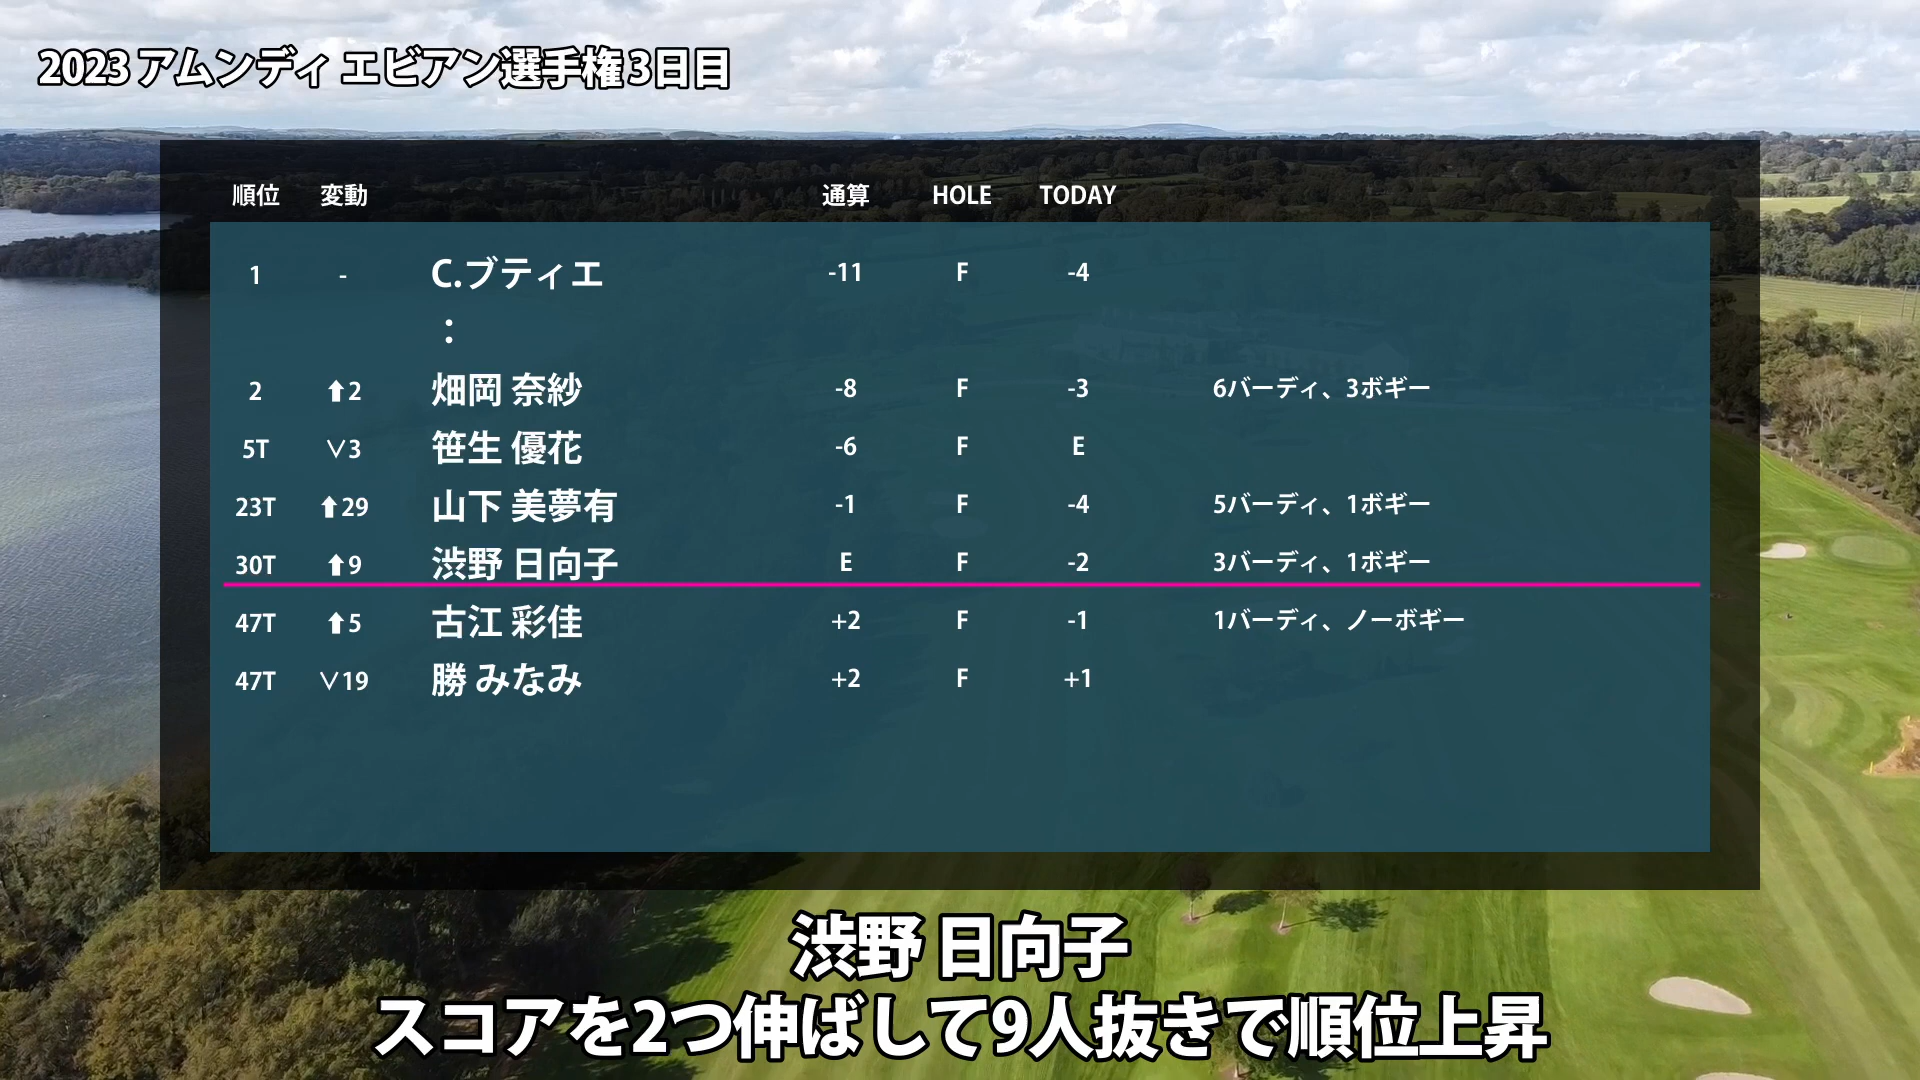 2023 アムンディ エビアン選手権 3日目
順位 変動 通算 HOLE TODAY
1 - C.ブティエ -11 F -4
：
2 ⬆2 畑岡 奈紗 -8 F -3 6バーディ、3ボギー
5T ∨3 笹生 優花 -6 F E
23T ⬆29 山下 美夢有 -1 F -4 5バーディ、1ボギー
30T ⬆9 渋野 日向子 E F -2 3バーディ、1ボギー
47T ⬆5 古江 彩佳 +2 F -1 1バーディ、ノーボギー
47T ∨19 勝 みなみ +2 F +1
渋野 日向子
スコアを2つ伸ばして9人抜きで順位上昇